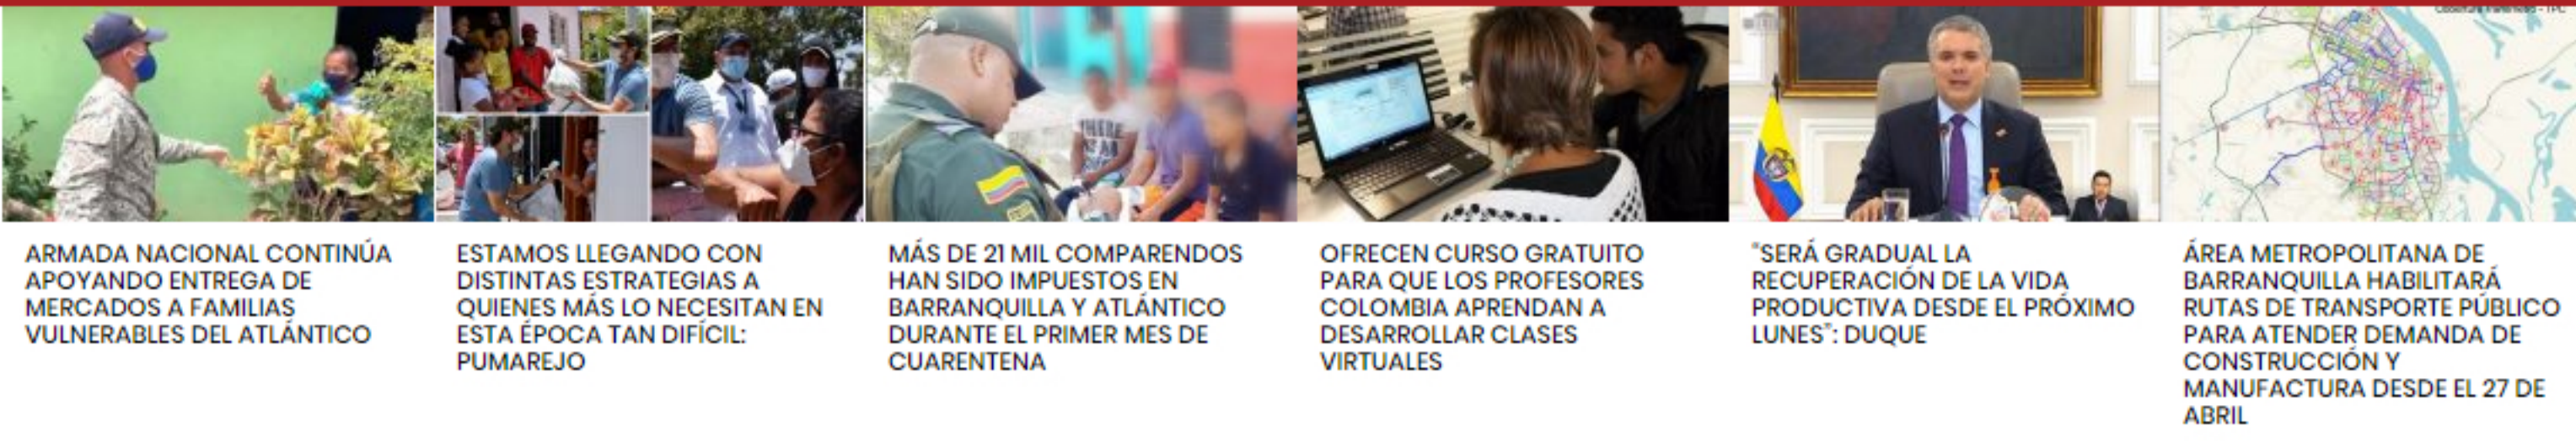 ARMADA NACIONAL CONTINÚA
APOYANDO ENTREGA DE
MERCADOS A FAMILIAS
VULNERABLES DEL ATLÁNTICO
ESTAMOS LLEGANDO CON
DISTINTAS ESTRATEGIAS A
QUIENES MÁS LO NECESITAN EN
ESTA ÉPOCA TAN DIFÍCIL:
PUMAREJO
MÁS DE 21 MIL COMPARENDOS
HAN SIDO IMPUESTOS EN
BARRANQUILLA Y ATLÁNTICO
DURANTE EL PRIMER MES DE
CUARENTENA
OFRECEN CURSO GRATUITO
PARA QUE LOS PROFESORES
COLOMBIA APRENDAN A
DESARROLLAR CLASES
VIRTUALES
"SERÁ GRADUAL LA
RECUPERACIÓN DE LA VIDA
PRODUCTIVA DESDE EL PRÓXIMO
LUNES": DUQUE
ÁREA METROPOLITANA DE
BARRANQUILLA HABILITARÁ
RUTAS DE TRANSPORTE PÚBLICO
PARA ATENDER DEMANDA DE
CONSTRUCCIÓN Y
MANUFACTURA DESDE EL 27 DE
ABRIL